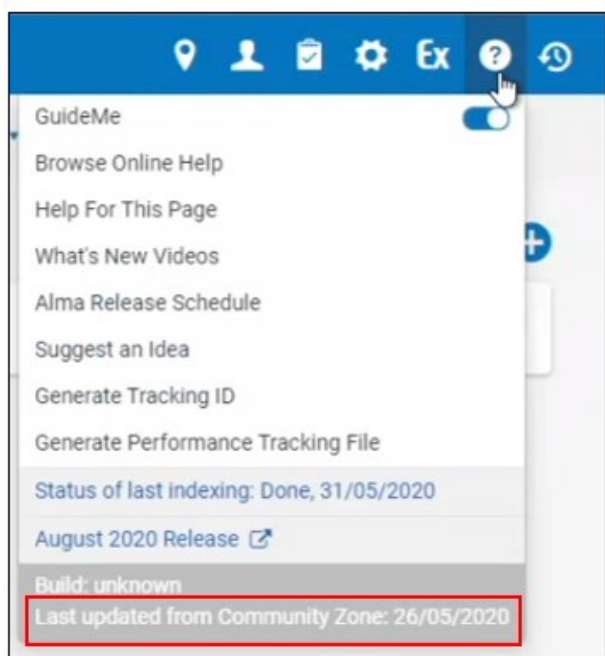 Ex
GuideMe
Browse Online Help
Help For This Page
What's New Videos
Alma Release Schedule
Suggest an Idea
Generate Tracking ID
Generate Performance Tracking File
Status of last indexing: Done, 31/05/2020
August 2020 Release
Build: unknown
Last updated from Community Zone: 26/05/2020